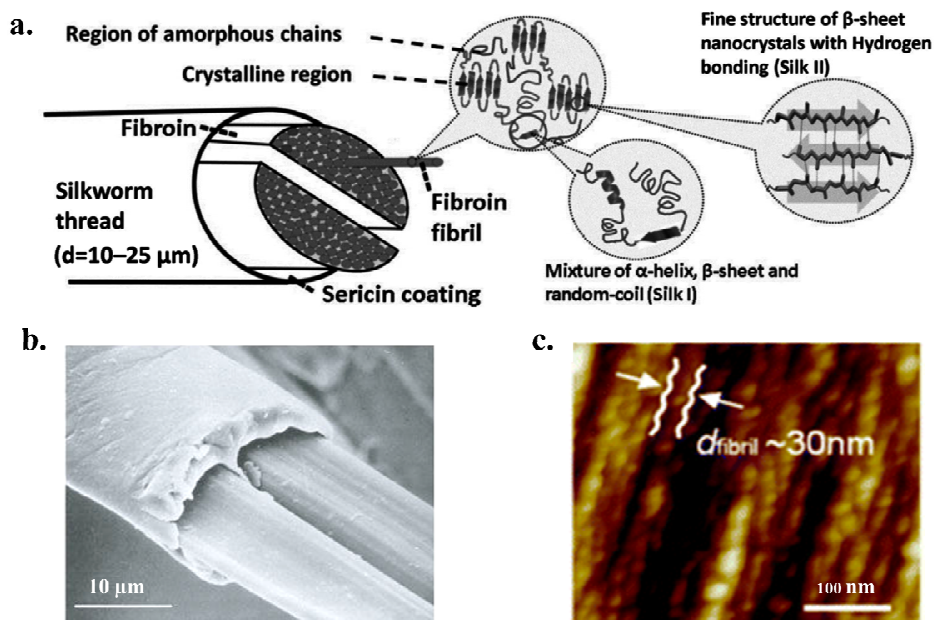 a.
Region of amorphous chains
Crystalline region
Fibroin
Silkworm
thread
(d=10–25 μm)
Sericin coating
Fibroin
fibril
Fine structure of β-sheet
nanocrystals with Hydrogen
bonding (Silk II)
Mixture of α-helix, β-sheet and
random-coil (Silk I)
b.
10 μm
c.
dfibril ~30nm
100 nm